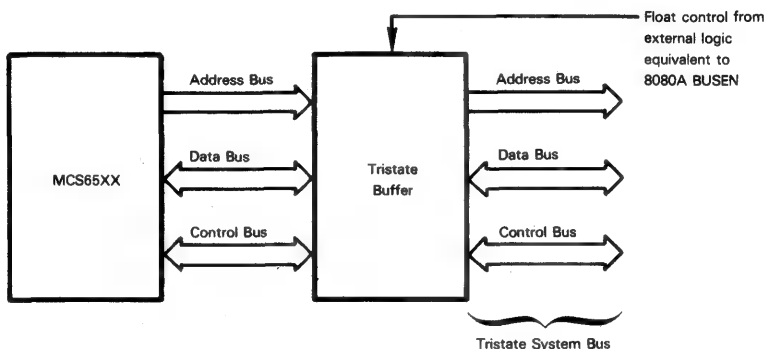 Float control from
external logic
equivalent to
8080A BUSEN
Address Bus
Address Bus
Data Bus
Data Bus
MCS65XX
Tristate
Buffer
Control Bus
Control Bus
Tristate System Bus